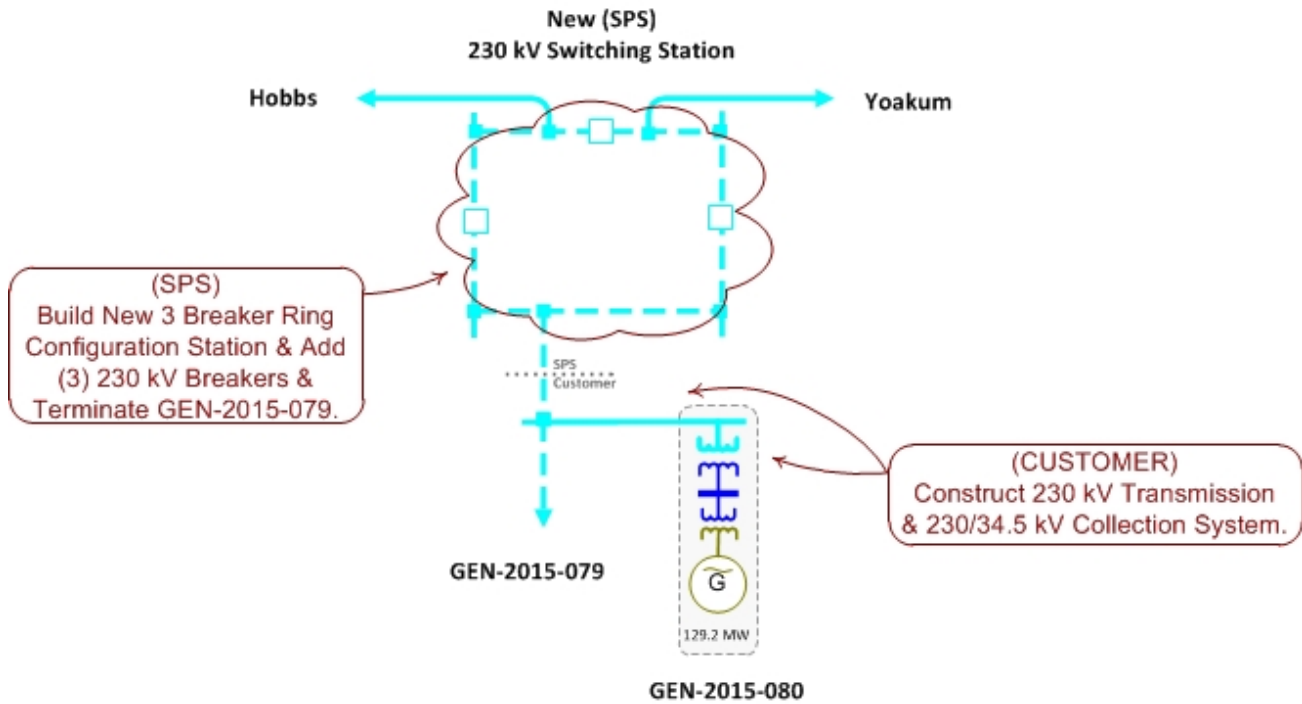 New (SPS)
230 kV Switching Station
Hobbs
Yoakum
(SPS)
Build New 3 Breaker Ring
Configuration Station & Add
(3) 230 kV Breakers &
Terminate GEN-2015-079.
SPS
Customer
(CUSTOMER)
Construct 230 kV Transmission
& 230/34.5 kV Collection System.
GEN-2015-079
G
129.2 MW
GEN-2015-080